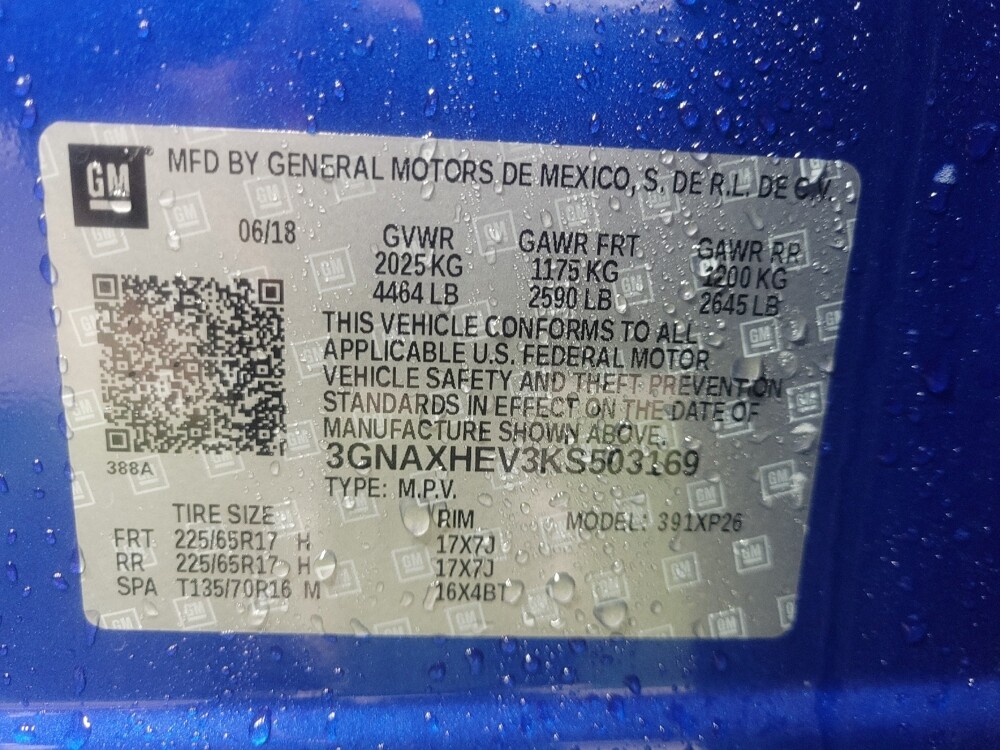 GM
MFD BY GENERAL MOTORS DE MEXICO, S. DE R.L. DE C.V.
06/18
GVWR GAWR FRT GAWR RR
2025 KG 1175 KG 1200 KG
4464 LB 2590 LB 2645 LB
THIS VEHICLE CONFORMS TO ALL
APPLICABLE U.S. FEDERAL MOTOR
VEHICLE SAFETY AND THEFT PREVENTION
STANDARDS IN EFFECT ON THE DATE OF
MANUFACTURE SHOWN ABOVE.
3GNAXHEV3KS503169
388A
TYPE: M.P.V.
TIRE SIZE RIM MODEL: 391XP26
FRT 225/65R17 H 17X7J
RR 225/65R17 H 17X7J
SPA T135/70R16 M 16X4BT